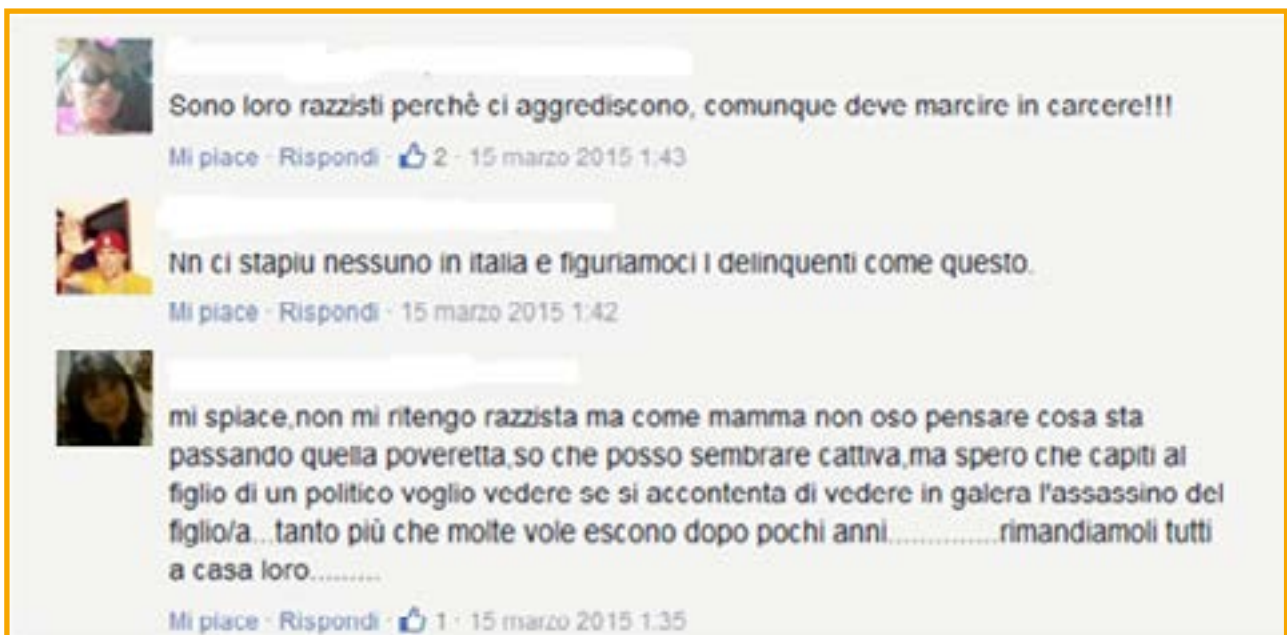 Sono loro razzisti perchè ci aggrediscono, comunque deve marcire in carcere!!!
Mi piace · Rispondi · 2 · 15 marzo 2015 1:43
Nn ci stapiu nessuno in italia e figuriamoci I delinquenti come questo.
Mi piace · Rispondi · 15 marzo 2015 1:42
mi spiace,non mi ritengo razzista ma come mamma non oso pensare cosa sta
passando quella poveretta,so che posso sembrare cattiva,ma spero che capiti al
figlio di un politico voglio vedere se si accontenta di vedere in galera l'assassino del
figlio/a...tanto più che molte vole escono dopo pochi anni..............rimandiamoli tutti
a casa loro.........
Mi piace · Rispondi · 1 · 15 marzo 2015 1:35